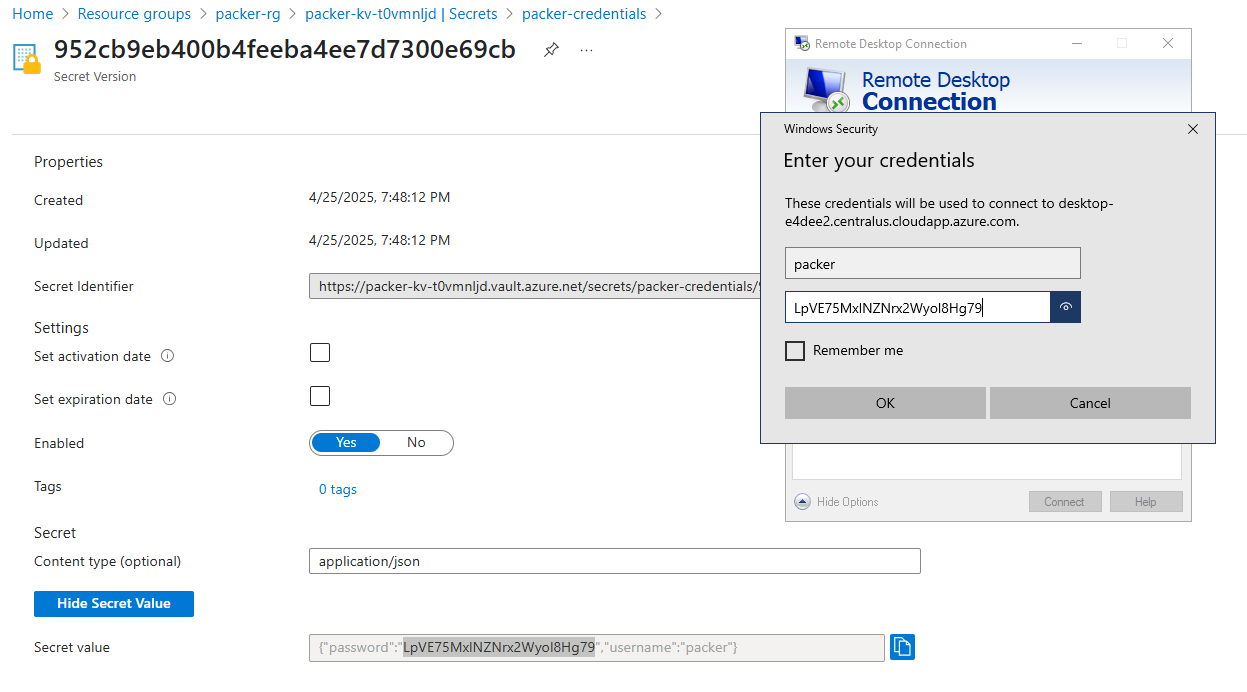 Home > Resource groups > packer-rg > packer-kv-t0vmnljd | Secrets > packer-credentials >
952cb9eb400b4feeba4ee7d7300e69cb
...
Secret Version
Properties
Created
4/25/2025, 7:48:12 PM
Updated
4/25/2025, 7:48:12 PM
Secret Identifier
https://packer-kv-t0vmnljd.vault.azure.net/secrets/packer-credentials/
Settings
Set activation date
Set expiration date
Enabled
Yes No
Tags
0 tags
Secret
Content type (optional)
application/json
Hide Secret Value
Secret value
{"password":"LpVE75MxlNZNrx2Wyol8Hg79","username":"packer"}
Remote Desktop Connection
Remote Desktop
Connection
Windows Security
Enter your credentials
These credentials will be used to connect to desktop-
e4dee2.centralus.cloudapp.azure.com.
packer
LpVE75MxlNZNrx2Wyol8Hg79
Remember me
OK Cancel
Hide Options
Connect Help